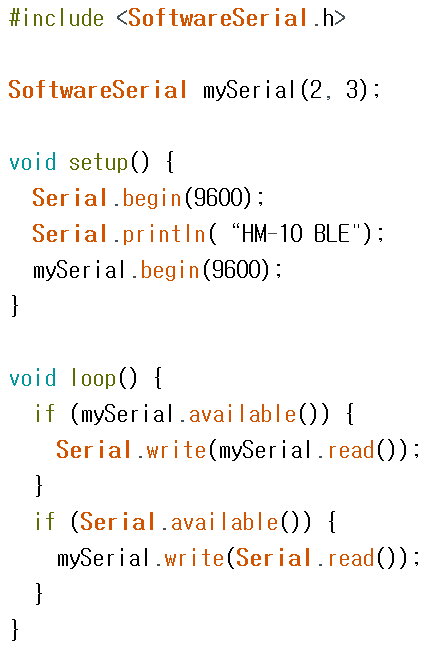 #include <SoftwareSerial.h>

SoftwareSerial mySerial(2, 3);

void setup() {
  Serial.begin(9600);
  Serial.println( “HM-10 BLE");
  mySerial.begin(9600);
}

void loop() {
  if (mySerial.available()) {
    Serial.write(mySerial.read());
  }
  if (Serial.available()) {
    mySerial.write(Serial.read());
  }
}